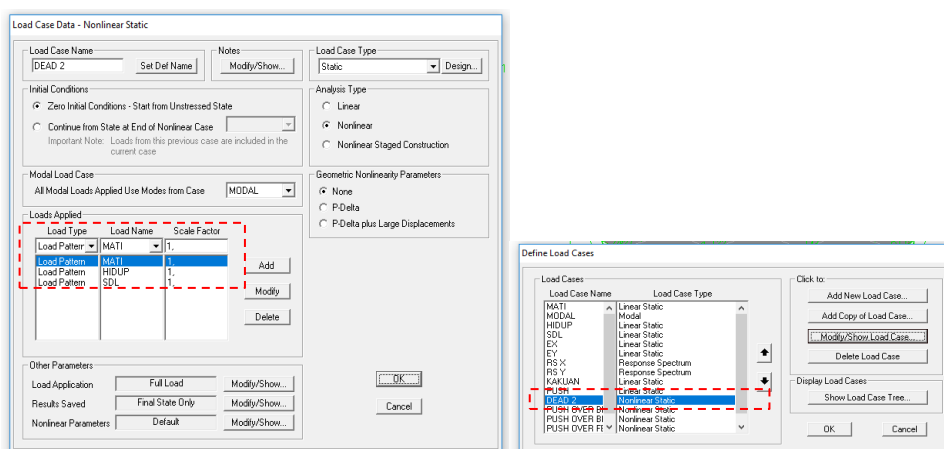 Load Case Data - Nonlinear Static
Load Case Name
DEAD 2
Set Def Name
Notes
Modify/Show...
Load Case Type
Static
Design...
Initial Conditions
Zero Initial Conditions - Start from Unstressed State
Continue from State at End of Nonlinear Case
Important Note: Loads from this previous case are included in the
current case
Analysis Type
Linear
Nonlinear
Nonlinear Staged Construction
Modal Load Case
All Modal Loads Applied Use Modes from Case
MODAL
Geometric Nonlinearity Parameters
None
P-Delta
P-Delta plus Large Displacements
Loads Applied
Load Type Load Name Scale Factor
Load Pattern MATI 1,
Load Pattern MATI 1,
Load Pattern HIDUP 1,
Load Pattern SDL 1,
Add
Modify
Delete
Other Parameters
Load Application Full Load Modify/Show...
Results Saved Final State Only Modify/Show...
Nonlinear Parameters Default Modify/Show...
OK
Cancel
Define Load Cases
Load Cases
Load Case Name Load Case Type
MATI Linear Static
MODAL Modal
HIDUP Linear Static
SDL Linear Static
EX Linear Static
EY Linear Static
RS X Response Spectrum
RS Y Response Spectrum
KAKUAN Linear Static
PUSH Linear Static
DEAD 2 Nonlinear Static
PUSH OVER BI Nonlinear Static
PUSH OVER BI Nonlinear Static
PUSH OVER FE Nonlinear Static
Click to:
Add New Load Case...
Add Copy of Load Case...
Modify/Show Load Case...
Delete Load Case
Display Load Cases
Show Load Case Tree...
OK
Cancel